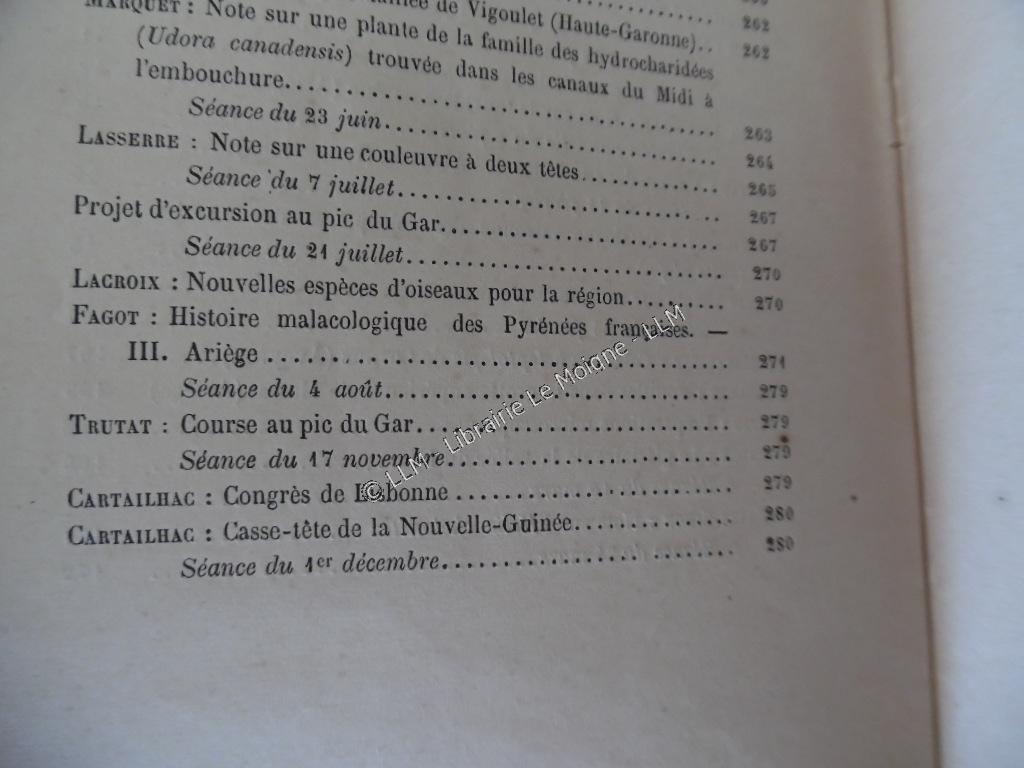 262
de Vigoulet (Haute-Garonne).. 262
MARQUET : Note sur une plante de la famille des hydrocharidées
(Udora canadensis) trouvée dans les canaux du Midi à
l'embouchure........ 263
Séance du 23 juin........ 264
LASSERRE : Note sur une couleuvre à deux têtes........ 265
Séance du 7 juillet........ 267
Projet d'excursion au pic du Gar........ 267
Séance du 21 juillet........ 270
LACROIX : Nouvelles espèces d'oiseaux pour la région........ 270
FAGOT : Histoire malacologique des Pyrénées françaises. —
III. Ariège........ 271
Séance du 4 août........ 279
TRUTAT : Course au pic du Gar........ 279
Séance du 17 novembre........ 279
CARTAILHAC : Congrès de Lisbonne........ 279
CARTAILHAC : Casse-tête de la Nouvelle-Guinée........ 280
Séance du 1er décembre........ 280
© LLM - Librairie Le Moigne - LLM